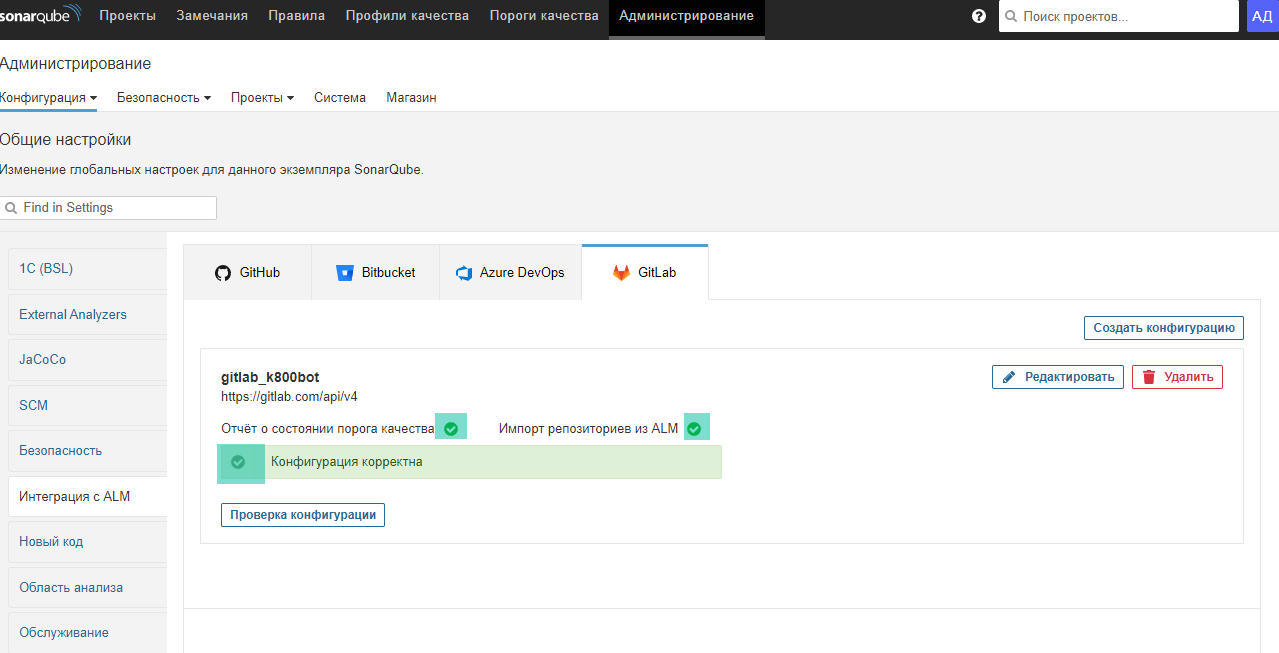 sonarqube Проекты Замечания Правила Профили качества Пороги качества Администрирование ? Поиск проектов... АД
Администрирование
Конфигурация Безопасность Проекты Система Магазин
Общие настройки
Изменение глобальных настроек для данного экземпляра SonarQube.
Find in Settings
1C (BSL)
External Analyzers
JaCoCo
SCM
Безопасность
Интеграция с ALM
Новый код
Область анализа
Обслуживание
GitHub Bitbucket Azure DevOps GitLab
Создать конфигурацию
gitlab_k800bot Редактировать Удалить
https://gitlab.com/api/v4
Отчёт о состоянии порога качества Импорт репозиториев из ALM
Конфигурация корректна
Проверка конфигурации